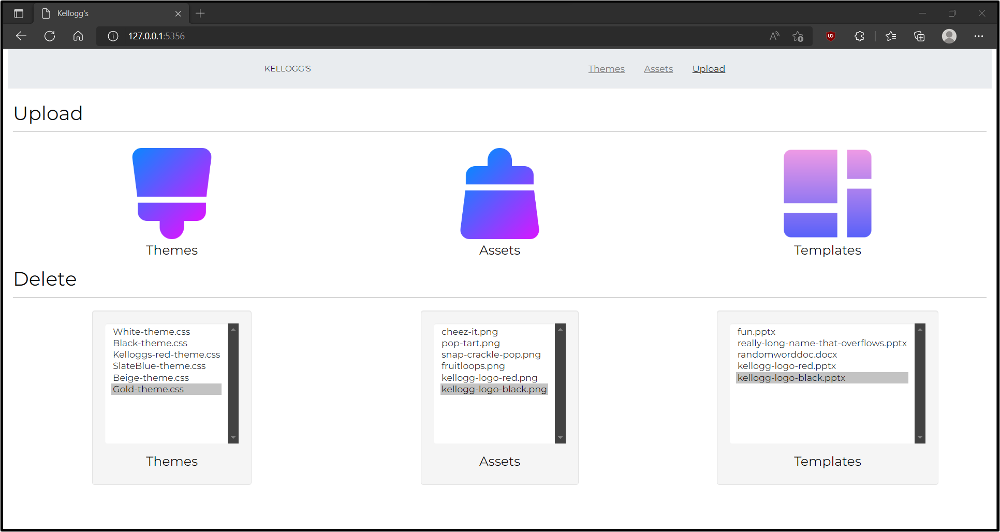 Kellogg's
127.0.0.1:5356
KELLOGG'S Themes Assets Upload
Upload
Themes Assets Templates
Delete
White-theme.css
Black-theme.css
Kelloggs-red-theme.css
SlateBlue-theme.css
Beige-theme.css
Gold-theme.css
Themes
cheez-it.png
pop-tart.png
snap-crackle-pop.png
fruitloops.png
kellogg-logo-red.png
kellogg-logo-black.png
Assets
fun.pptx
really-long-name-that-overflows.pptx
randomworddoc.docx
kellogg-logo-red.pptx
kellogg-logo-black.pptx
Templates